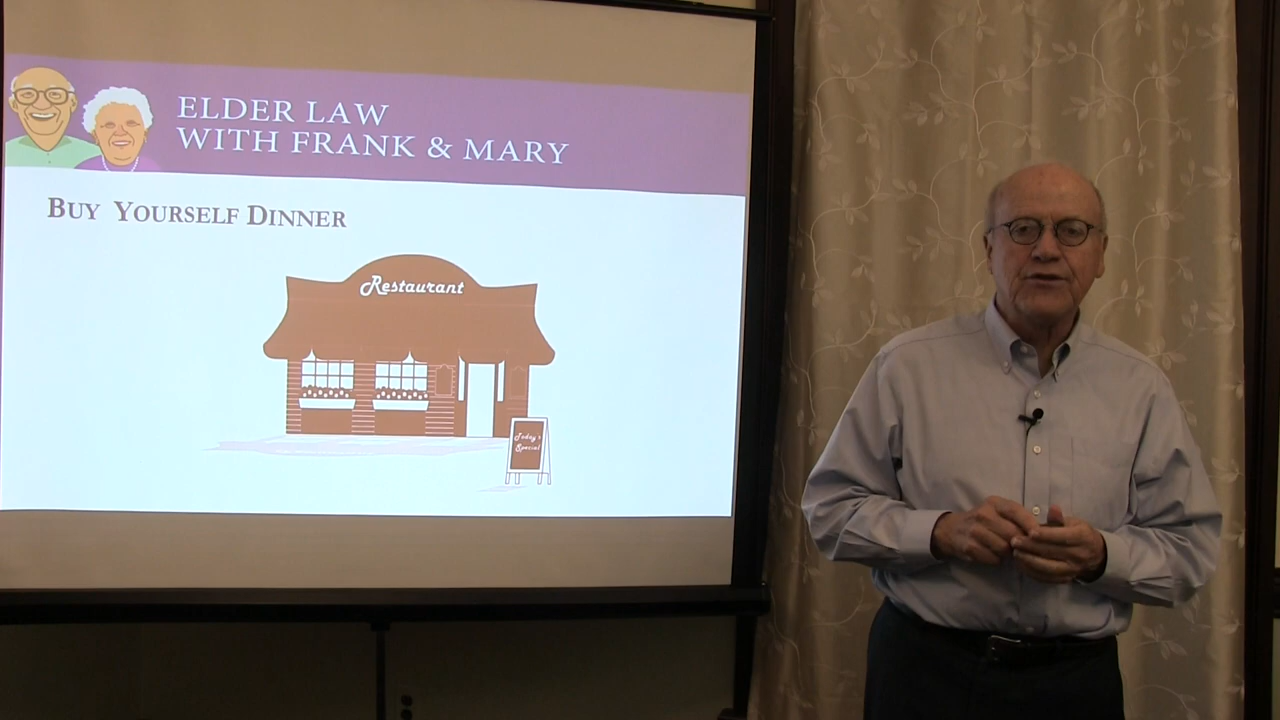 ELDER LAW
WITH FRANK & MARY
BUY YOURSELF DINNER
Restaurant
Today's
Special